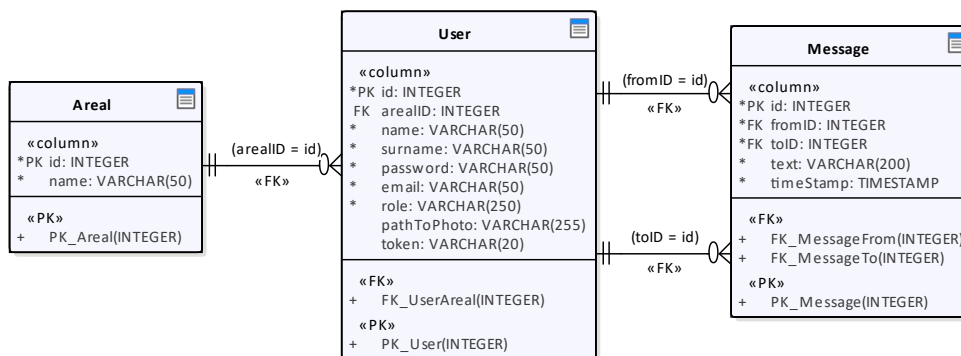 Areal
«column»
*PK id: INTEGER
* name: VARCHAR(50)
«PK»
+ PK_Areal(INTEGER)
(arealID = id)
«FK»
User
«column»
*PK id: INTEGER
FK arealID: INTEGER
* name: VARCHAR(50)
* surname: VARCHAR(50)
* password: VARCHAR(50)
* email: VARCHAR(50)
* role: VARCHAR(250)
pathToPhoto: VARCHAR(255)
token: VARCHAR(20)
«FK»
+ FK_UserAreal(INTEGER)
«PK»
+ PK_User(INTEGER)
(fromID = id)
«FK»
(toID = id)
«FK»
Message
«column»
*PK id: INTEGER
*FK fromID: INTEGER
*FK toID: INTEGER
* text: VARCHAR(200)
* timeStamp: TIMESTAMP
«FK»
+ FK_MessageFrom(INTEGER)
+ FK_MessageTo(INTEGER)
«PK»
+ PK_Message(INTEGER)